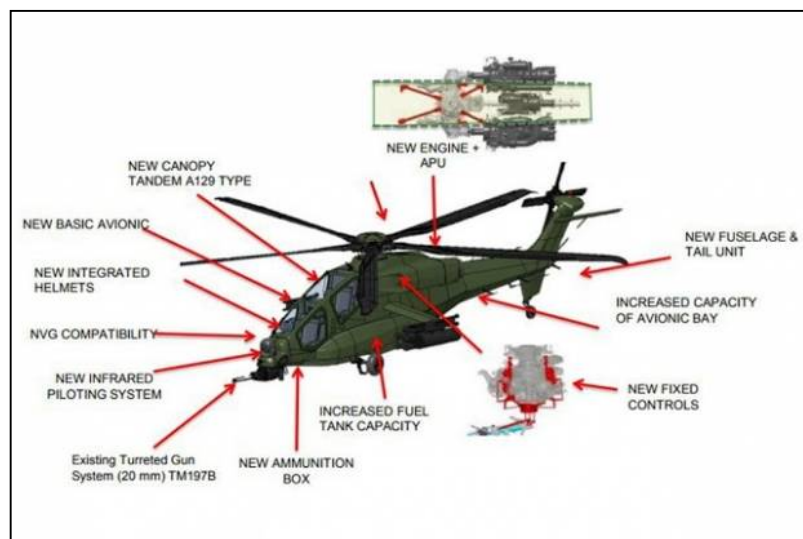 NEW ENGINE +
APU
NEW CANOPY
TANDEM A129 TYPE
NEW BASIC AVIONIC
NEW INTEGRATED
HELMETS
NVG COMPATIBILITY
NEW INFRARED
PILOTING SYSTEM
Existing Turreted Gun
System (20 mm) TM197B
NEW AMMUNITION
BOX
INCREASED FUEL
TANK CAPACITY
NEW FUSELAGE &
TAIL UNIT
INCREASED CAPACITY
OF AVIONIC BAY
NEW FIXED
CONTROLS